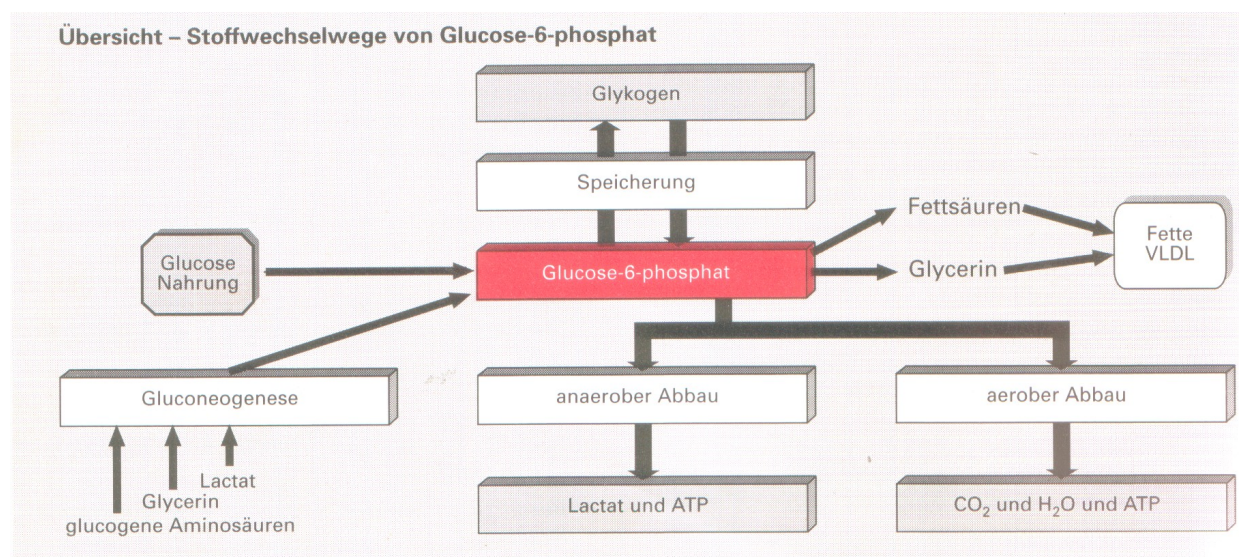 Übersicht – Stoffwechselwege von Glucose-6-phosphat
Glykogen
Speicherung
Fettsäuren
Fette
VLDL
Glucose
Nahrung
Glucose-6-phosphat
Glycerin
Gluconeogenese
anaerober Abbau
aerober Abbau
Lactat
Glycerin
glucogene Aminosäuren
Lactat und ATP
CO₂ und H₂O und ATP